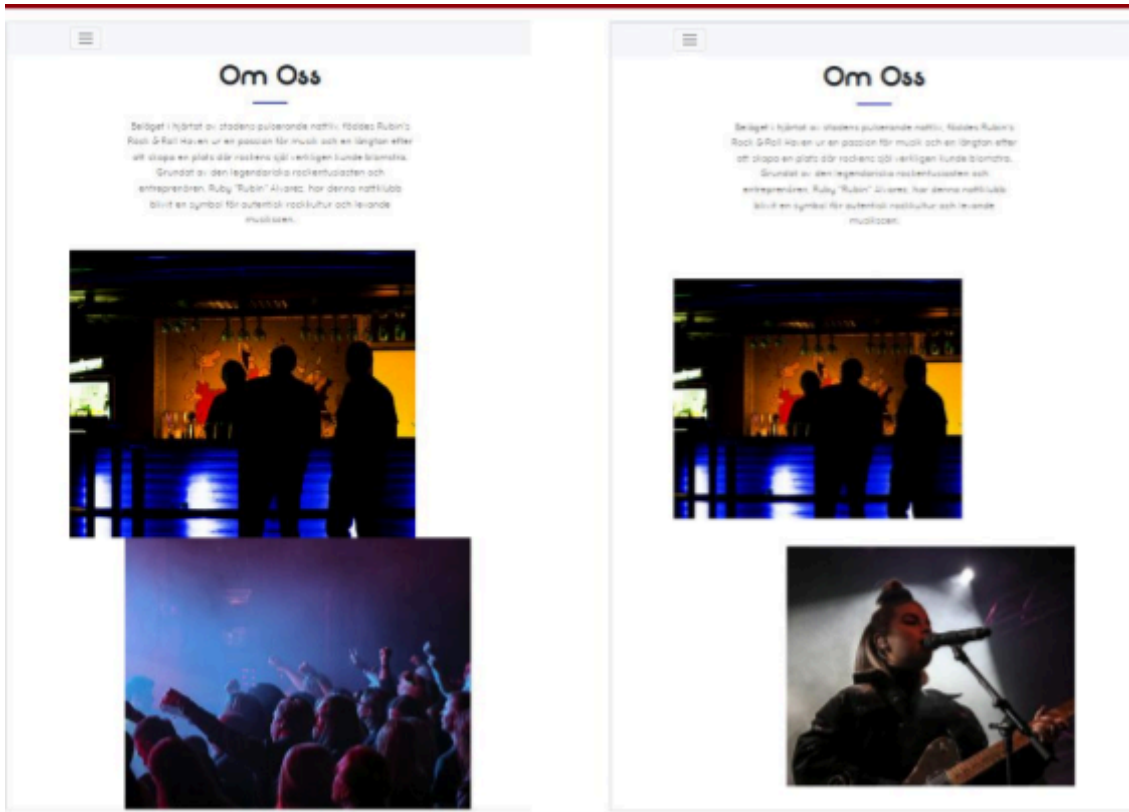 Om Oss
Beläget i hjärtat av stadens pulserande nattliv, föddes Rubin's
Rock & Roll Haven ur en passion för musik och en längtan efter
att skapa en plats där rockens själ verkligen kunde blomstra.
Grundat av den legendariska rockentusiasten och
entreprenören, Ruby "Rubin" Alvarez, har denna nattklubb
blivit en symbol för autentisk rockkultur och levande
musikscen.
Om Oss
Beläget i hjärtat av stadens pulserande nattliv, föddes Rubin's
Rock & Roll Haven ur en passion för musik och en längtan efter
att skapa en plats där rockens själ verkligen kunde blomstra.
Grundat av den legendariska rockentusiasten och
entreprenören, Ruby "Rubin" Alvarez, har denna nattklubb
blivit en symbol för autentisk rockkultur och levande
musikscen.